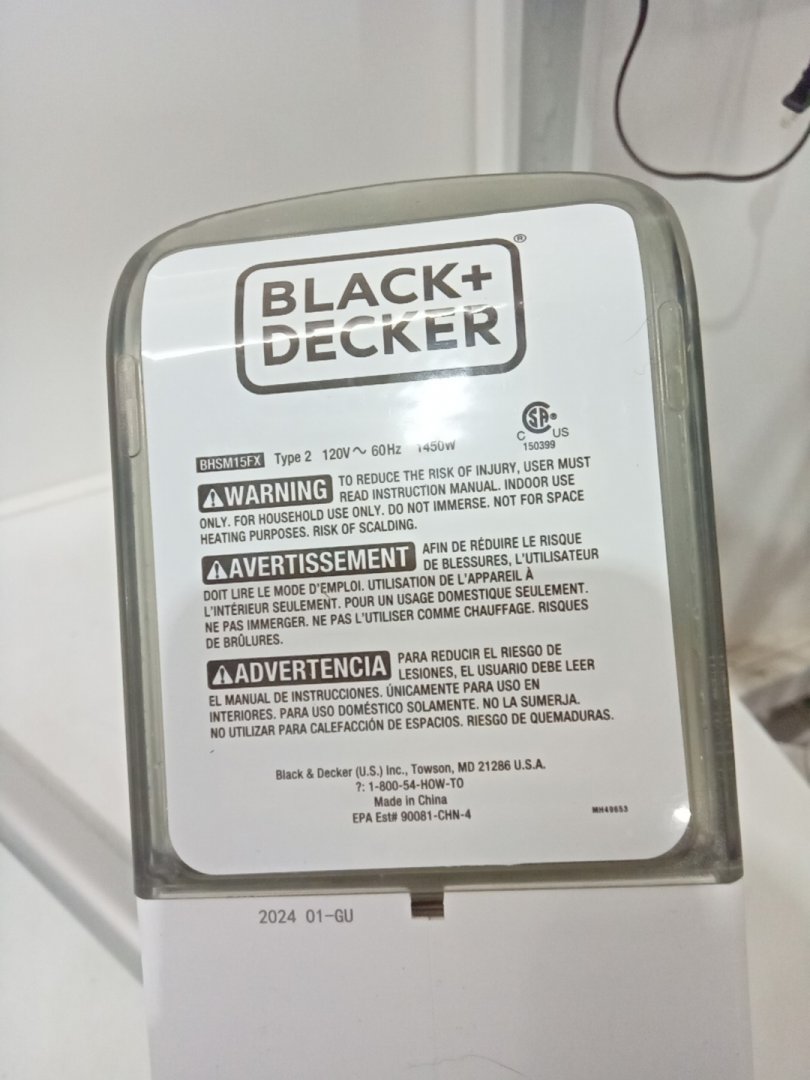 BLACK+
DECKER®
CSA®
C US
150399
BHSM15FX Type 2 120V~ 60Hz 1450W
WARNING TO REDUCE THE RISK OF INJURY, USER MUST
READ INSTRUCTION MANUAL. INDOOR USE
ONLY. FOR HOUSEHOLD USE ONLY. DO NOT IMMERSE. NOT FOR SPACE
HEATING PURPOSES. RISK OF SCALDING.
AVERTISSEMENT AFIN DE RÉDUIRE LE RISQUE
DE BLESSURES, L'UTILISATEUR
DOIT LIRE LE MODE D'EMPLOI. UTILISATION DE L'APPAREIL À
L'INTÉRIEUR SEULEMENT. POUR UN USAGE DOMESTIQUE SEULEMENT.
NE PAS IMMERGER. NE PAS L'UTILISER COMME CHAUFFAGE. RISQUES
DE BRÛLURES.
ADVERTENCIA PARA REDUCIR EL RIESGO DE
LESIONES, EL USUARIO DEBE LEER
EL MANUAL DE INSTRUCCIONES. ÚNICAMENTE PARA USO EN
INTERIORES. PARA USO DOMÉSTICO SOLAMENTE. NO LA SUMERJA.
NO UTILIZAR PARA CALEFACCIÓN DE ESPACIOS. RIESGO DE QUEMADURAS.
Black & Decker (U.S.) Inc., Towson, MD 21286 U.S.A.
?: 1-800-54-HOW-TO
Made in China
EPA Est# 90081-CHN-4
MH49653
2024 01-GU